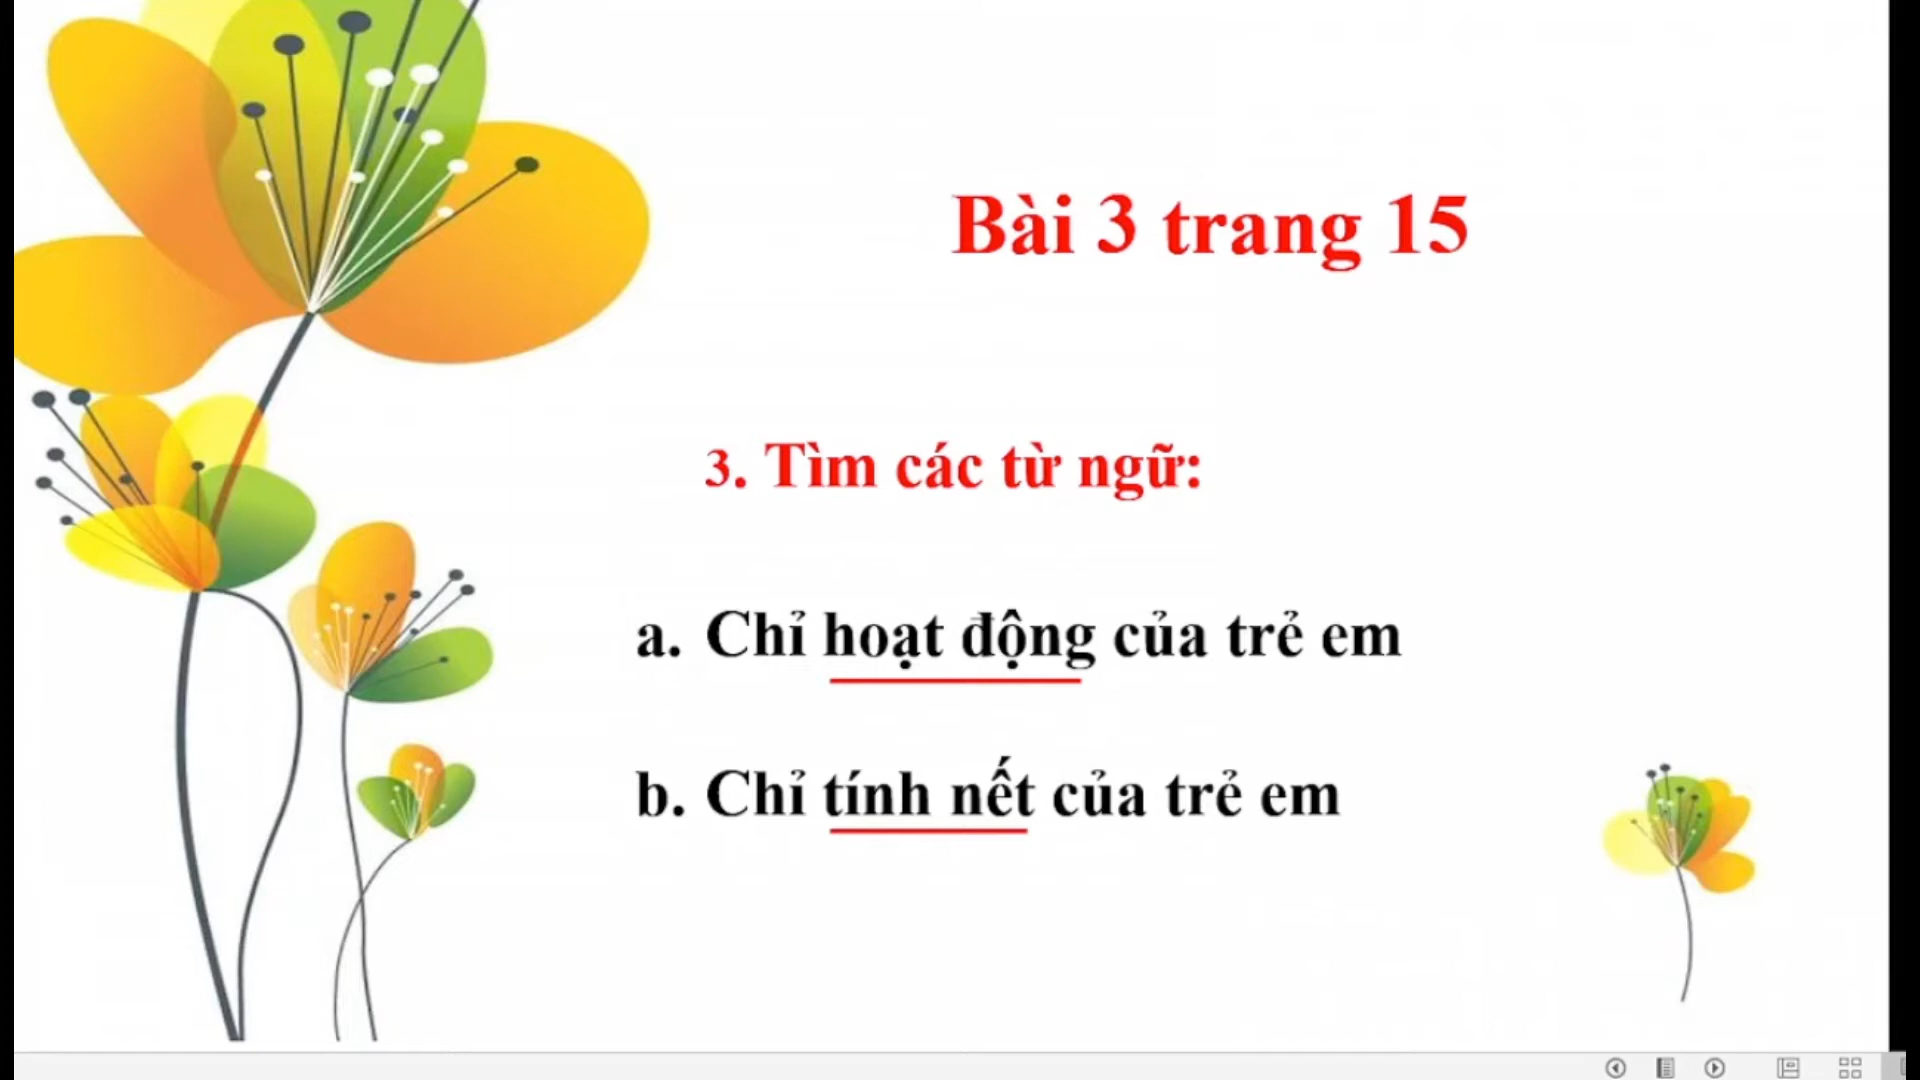 Bài 3 trang 15
3. Tìm các từ ngữ:
a. Chỉ hoạt động của trẻ em
b. Chỉ tính nết của trẻ em